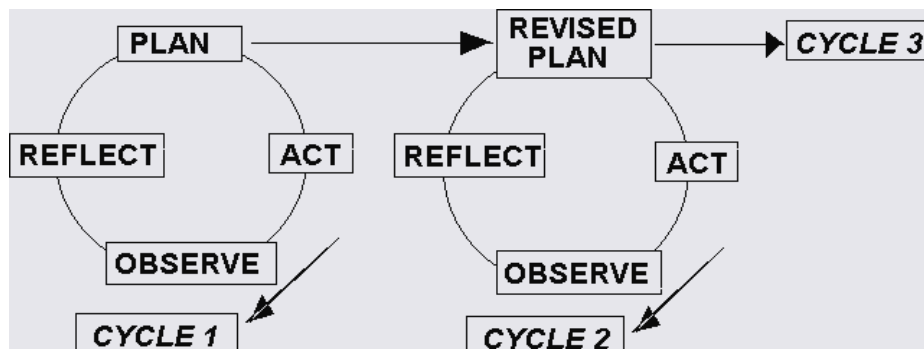 PLAN
REVISED
PLAN
CYCLE 3
REFLECT
ACT
REFLECT
ACT
OBSERVE
OBSERVE
CYCLE 1
CYCLE 2